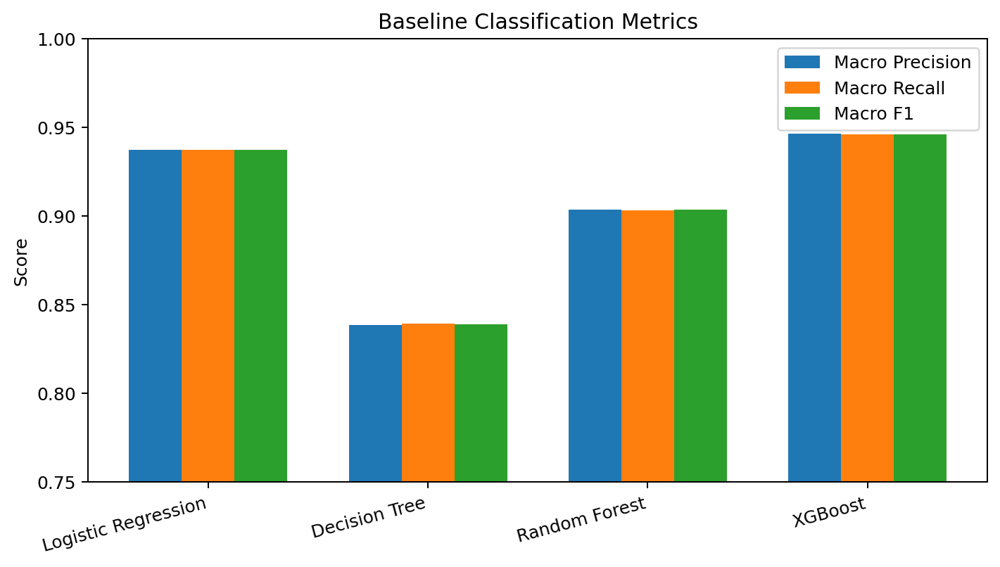 Baseline Classification Metrics
1.00
0.95
0.90
0.85
0.80
0.75
Score
Macro Precision
Macro Recall
Macro F1
Logistic Regression
Decision Tree
Random Forest
XGBoost